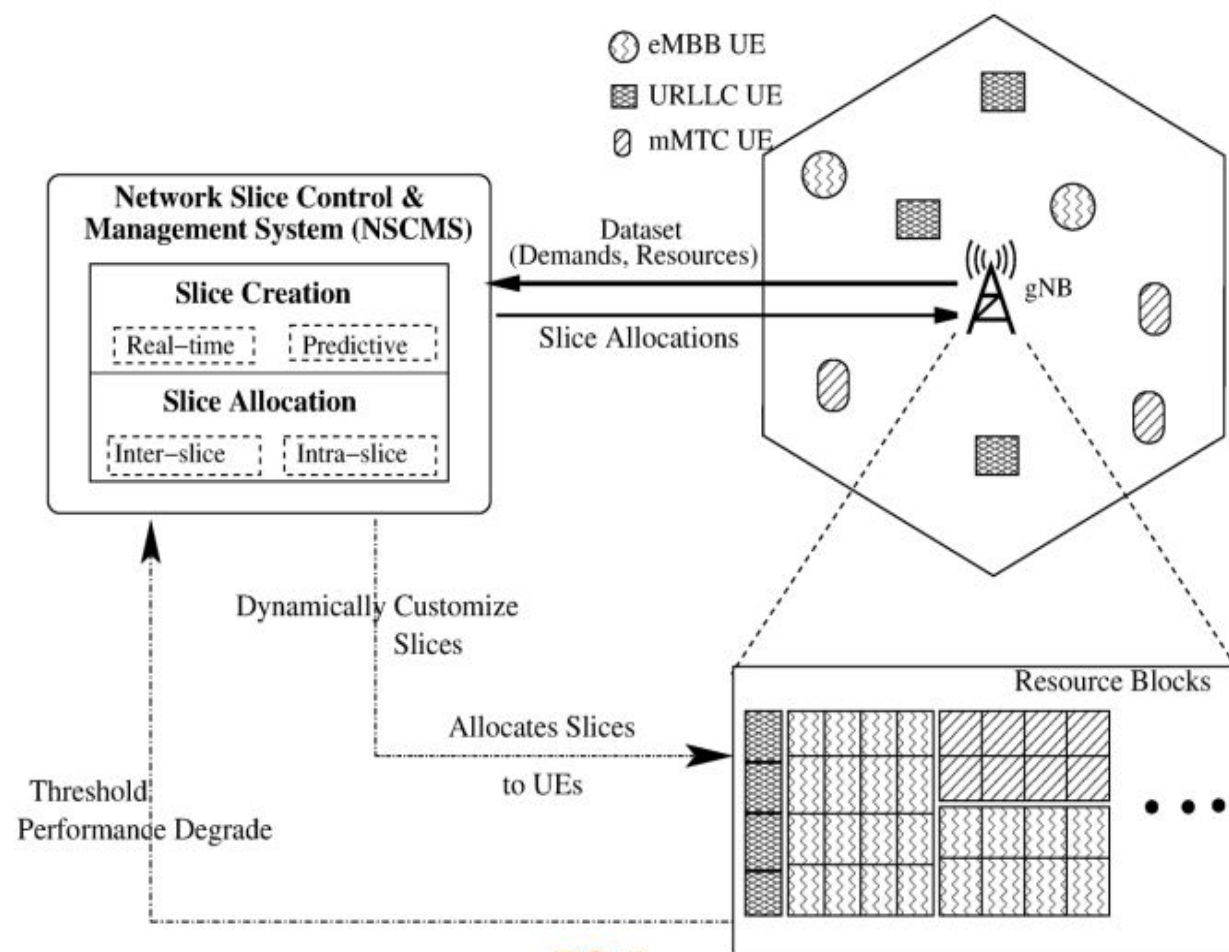 eMBB UE
URLLC UE
mMTC UE
Network Slice Control &
Management System (NSCMS)
Slice Creation
Real-time
Predictive
Slice Allocation
Inter-slice
Intra-slice
Dataset
(Demands, Resources)
Slice Allocations
gNB
Dynamically Customize
Slices
Allocates Slices
to UEs
Threshold
Performance Degrade
Resource Blocks